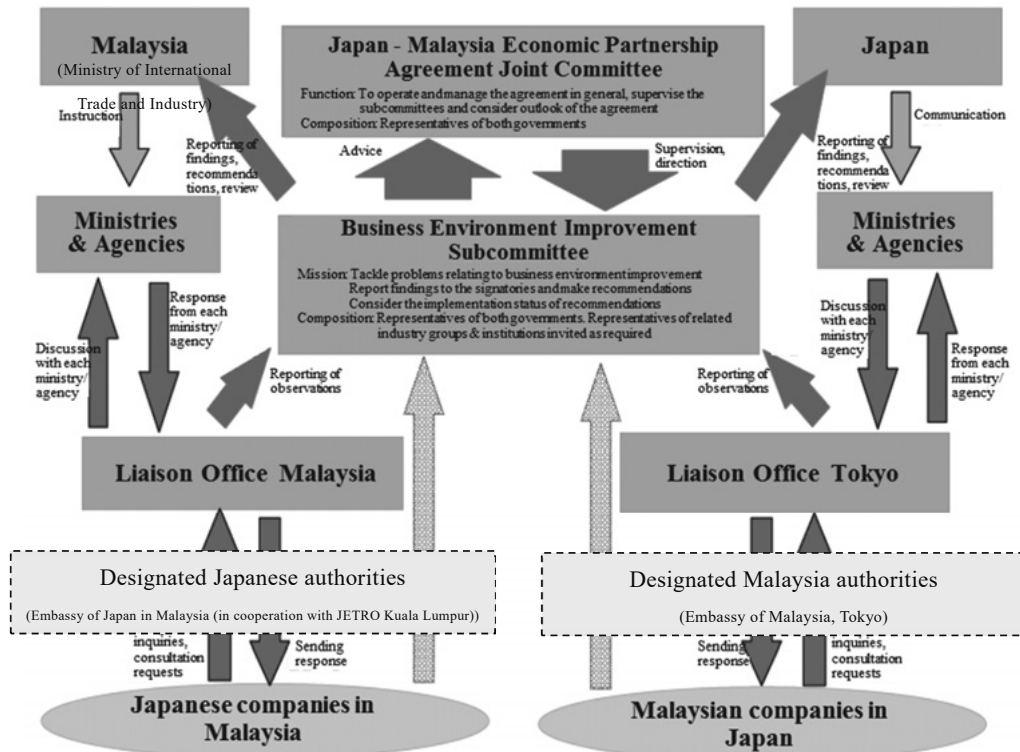 Malaysia
(Ministry of International
Trade and Industry)
Instruction
Japan - Malaysia Economic Partnership
Agreement Joint Committee
Function: To operate and manage the agreement in general, supervise the
subcommittees and consider outlook of the agreement
Composition: Representatives of both governments
Japan
Communication
Reporting of
findings,
recommenda
tions, review
Advice
Supervision,
direction
Reporting of
findings,
recommenda
tions, review
Ministries
& Agencies
Business Environment Improvement
Subcommittee
Mission: Tackle problems relating to business environment improvement
Report findings to the signatories and make recommendations
Consider the implementation status of recommendations
Composition: Representatives of both governments. Representatives of related
industry groups & institutions invited as required
Ministries
& Agencies
Discussion
with each
ministry/
agency
Response
from each
ministry/
agency
Reporting of
observations
Reporting of
observations
Discussion
with each
ministry/
agency
Response
from each
ministry/
agency
Liaison Office Malaysia
Liaison Office Tokyo
Designated Japanese authorities
(Embassy of Japan in Malaysia (in cooperation with JETRO Kuala Lumpur))
Designated Malaysia authorities
(Embassy of Malaysia, Tokyo)
inquiries,
consultation
requests
Sending
response
Sending
response
inquiries,
consultation
requests
Japanese companies in
Malaysia
Malaysian companies in
Japan